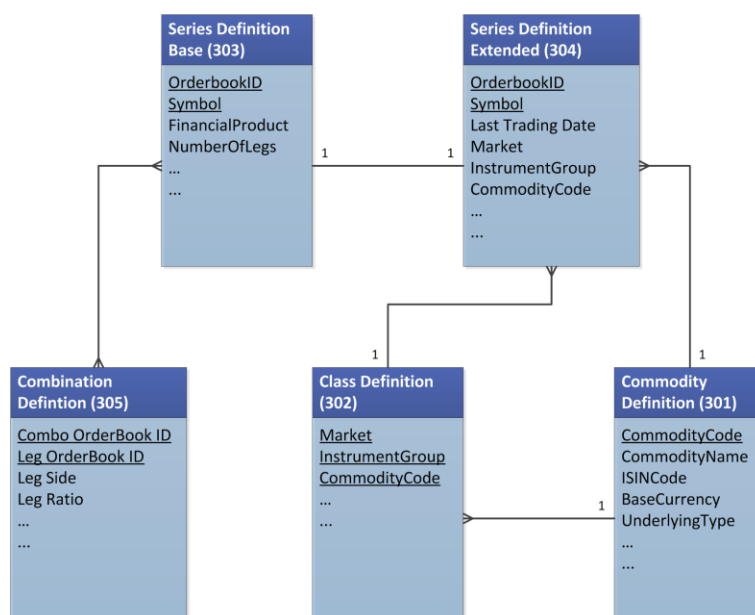 Series Definition
Base (303)
OrderbookID
Symbol
FinancialProduct
NumberOfLegs
…
...
Series Definition
Extended (304)
OrderbookID
Symbol
Last Trading Date
Market
InstrumentGroup
CommodityCode
…
...
1
1
1
1
1
Combination
Defintion (305)
Combo OrderBook ID
Leg OrderBook ID
Leg Side
Leg Ratio
…
...
Class Definition
(302)
Market
InstrumentGroup
CommodityCode
…
...
Commodity
Definition (301)
CommodityCode
CommodityName
ISINCode
BaseCurrency
UnderlyingType
…
...